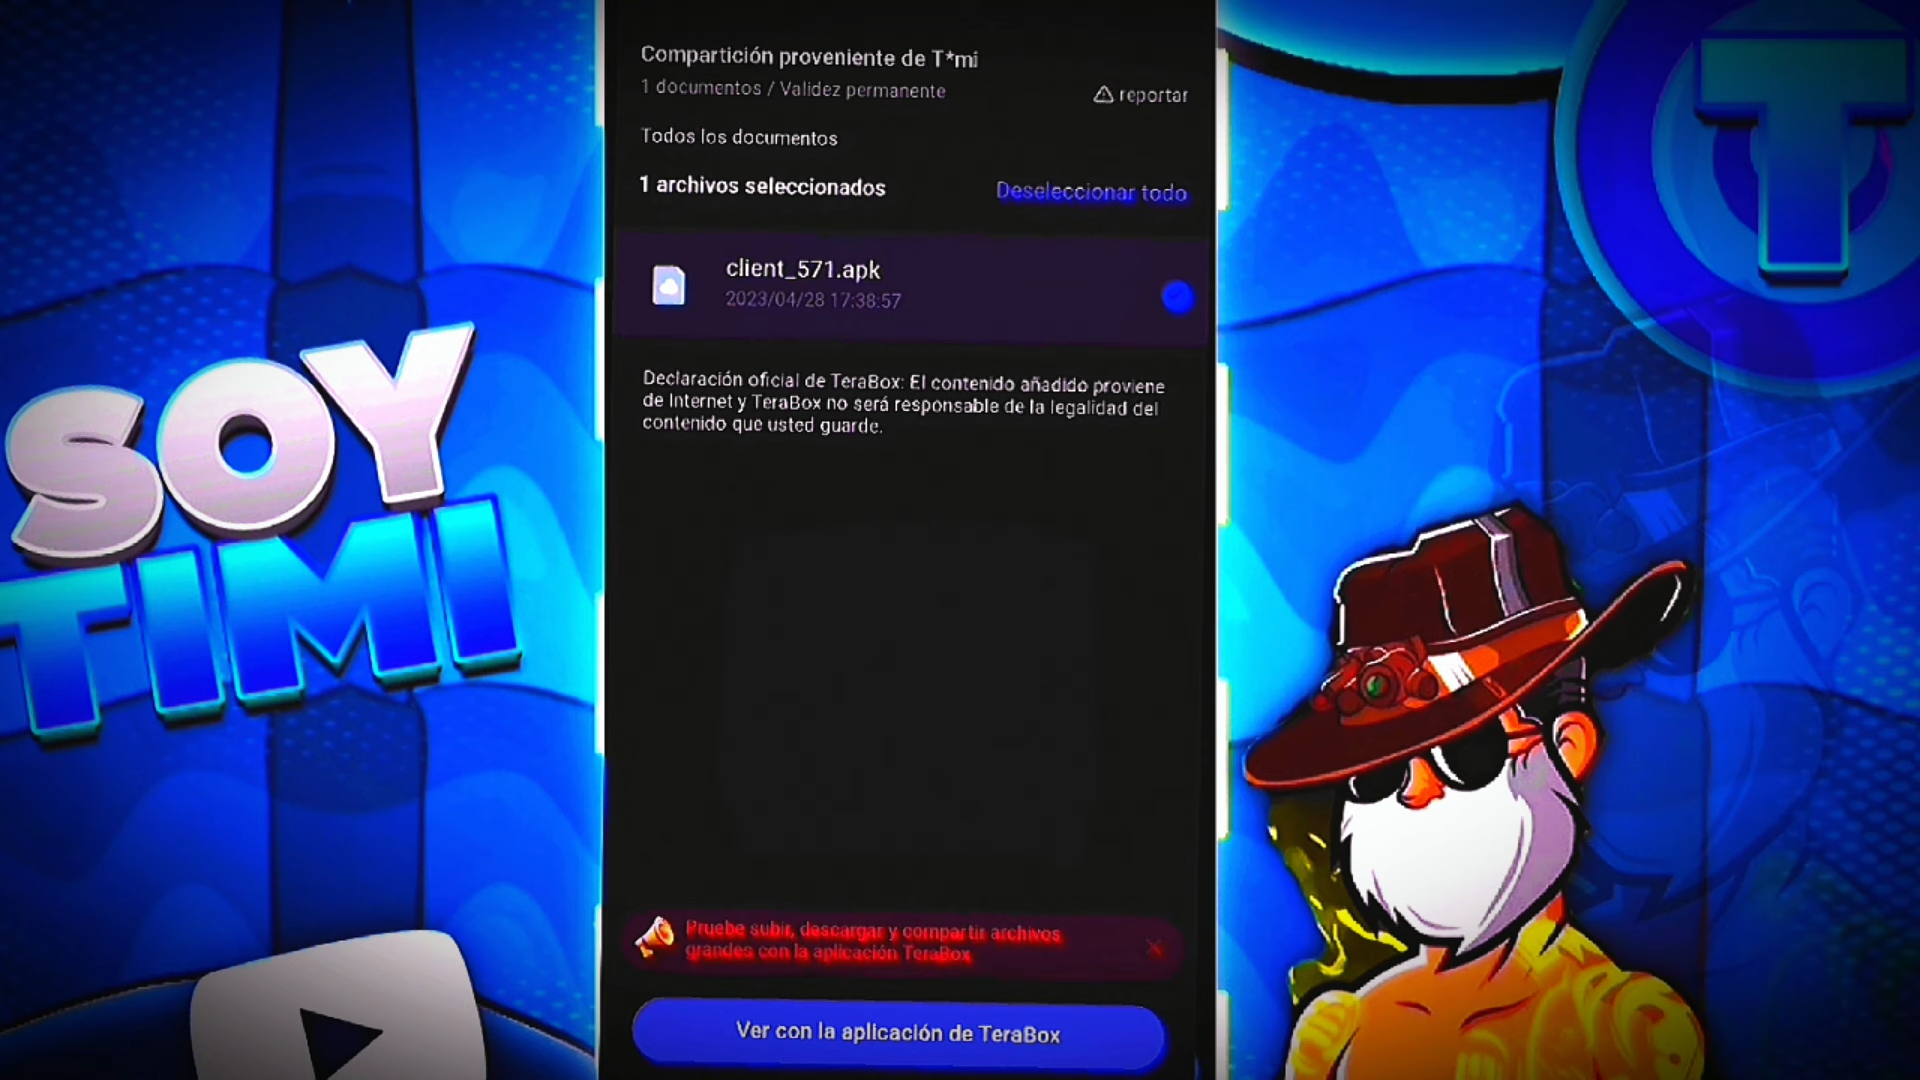 Compartición proveniente de T*mi
1 documentos / Validez permanente
reportar
Todos los documentos
1 archivos seleccionados
Deseleccionar todo
client_571.apk
2023/04/28 17:38:57
Declaración oficial de TeraBox: El contenido añadido proviene
de Internet y TeraBox no será responsable de la legalidad del
contenido que usted guarde.
Pruebe subir, descargar y compartir archivos
grandes con la aplicación TeraBox
Ver con la aplicación de TeraBox
SOY
TIMI
T